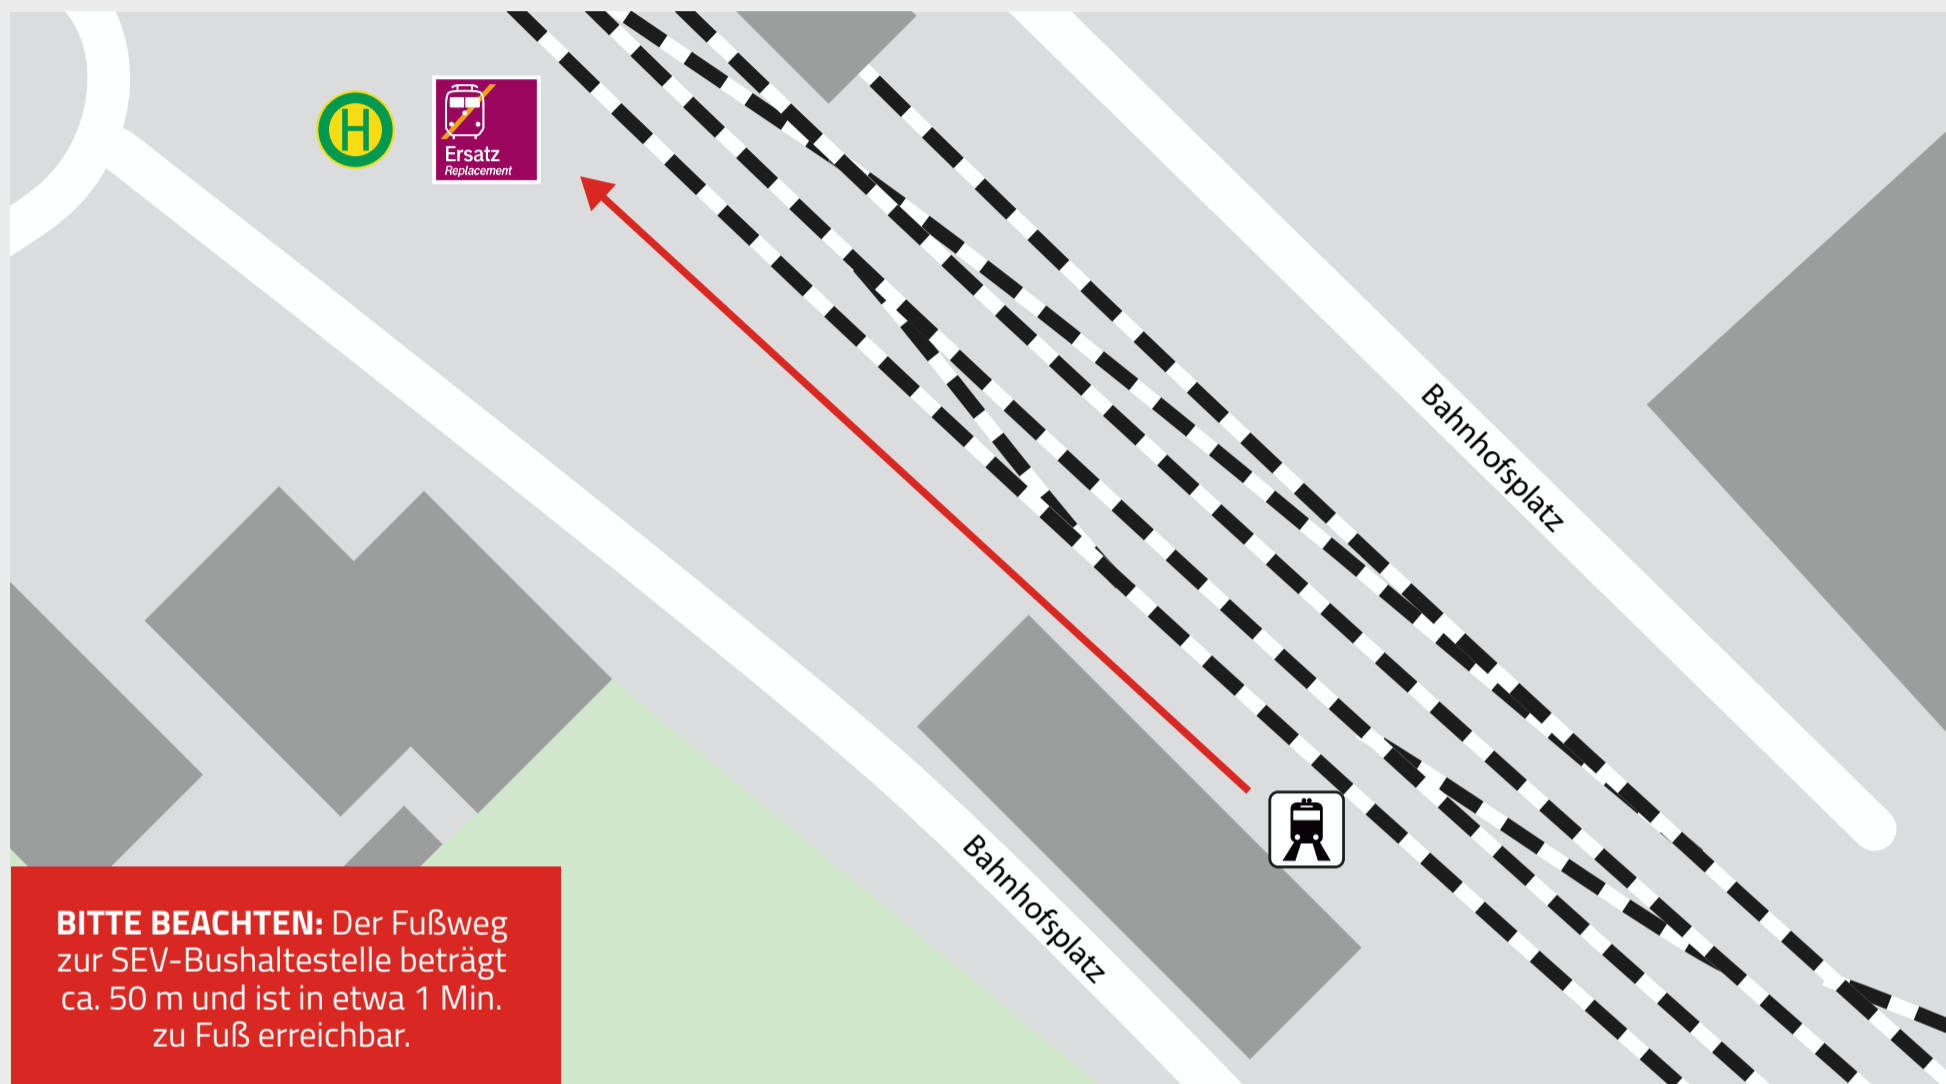 H
Ersatz
Replacement
Bahnhofsplatz
Bahnhofsplatz
BITTE BEACHTEN: Der Fußweg
zur SEV-Bushaltestelle beträgt
ca. 50 m und ist in etwa 1 Min.
zu Fuß erreichbar.